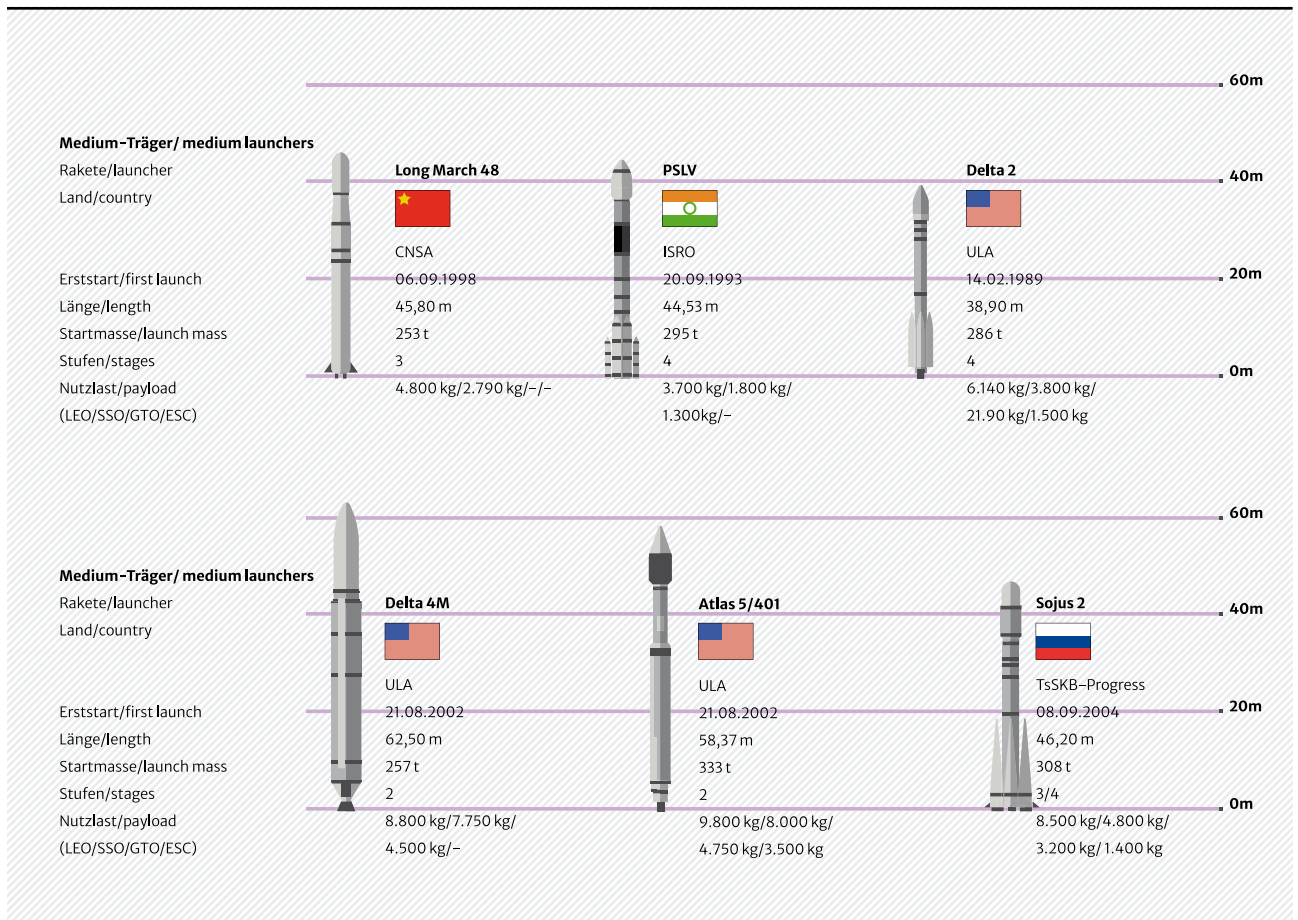 60m
Medium-Träger/ medium launchers
Rakete/launcher Long March 48 PSLV Delta 2
40m
Land/country
CNSA ISRO ULA
Erststart/first launch 06.09.1998 20.09.1993 14.02.1989 20m
Länge/length 45,80 m 44,53 m 38,90 m
Startmasse/launch mass 253 t 295 t 286 t
Stufen/stages 3 4 4
0m
Nutzlast/payload 4.800 kg/2.790 kg/–/– 3.700 kg/1.800 kg/ 6.140 kg/3.800 kg/
(LEO/SSO/GTO/ESC) 1.300kg/– 21.90 kg/1.500 kg
60m
Medium-Träger/ medium launchers
Rakete/launcher Delta 4M Atlas 5/401 Sojus 2
40m
Land/country
ULA ULA TsSKB-Progress
Erststart/first launch 21.08.2002 21.08.2002 08.09.2004 20m
Länge/length 62,50 m 58,37 m 46,20 m
Startmasse/launch mass 257 t 333 t 308 t
Stufen/stages 2 2 3/4
0m
Nutzlast/payload 8.800 kg/7.750 kg/ 9.800 kg/8.000 kg/ 8.500 kg/4.800 kg/
(LEO/SSO/GTO/ESC) 4.500 kg/– 4.750 kg/3.500 kg 3.200 kg/1.400 kg